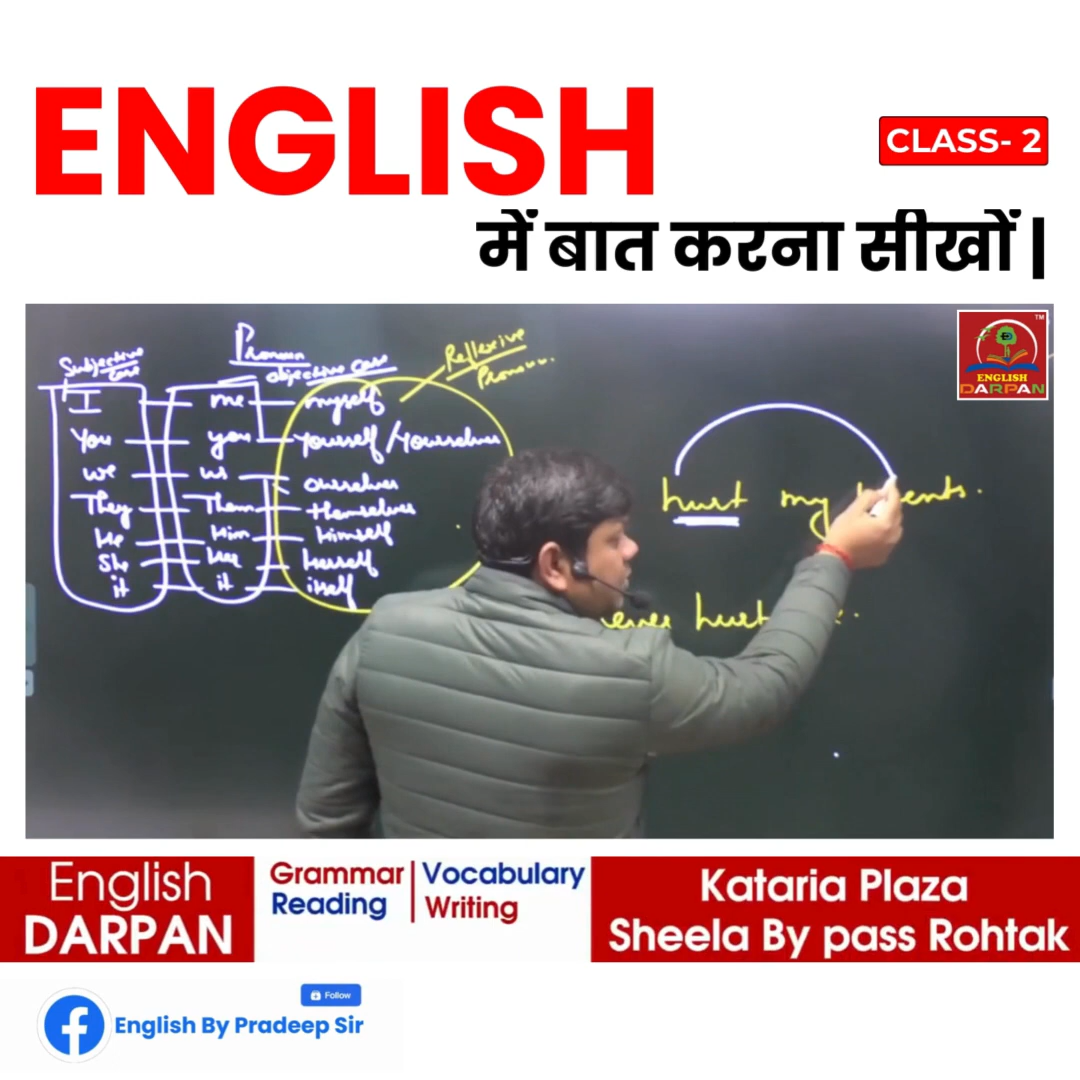 ENGLISH
CLASS- 2
में बात करना सीखों |
TM
ENGLISH
DARPAN
Pronoun
Subjective case
objective case
Reflexive Pronoun.
I me myself
You you yourself/yourselves
we us ourselves
They Them themselves
He Him Himself
She Her herself
it it itself
hurt my
hurt
English
DARPAN
Grammar | Vocabulary
Reading | Writing
Kataria Plaza
Sheela By pass Rohtak
Follow
English By Pradeep Sir